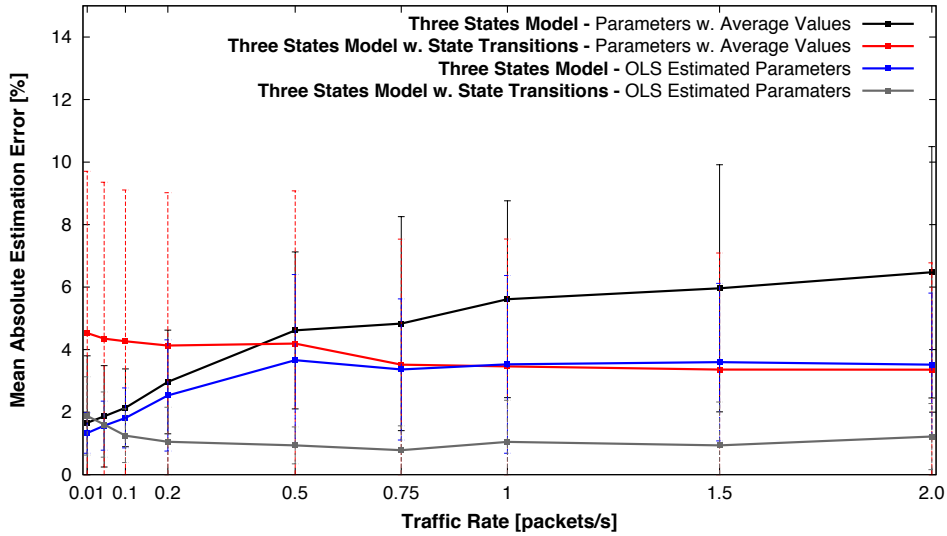 Three States Model - Parameters w. Average Values
Three States Model w. State Transitions - Parameters w. Average Values
Three States Model - OLS Estimated Parameters
Three States Model w. State Transitions - OLS Estimated Paramaters
Mean Absolute Estimation Error [%]
14
12
10
8
6
4
2
0
0.01 0.1 0.2 0.5 0.75 1 1.5 2.0
Traffic Rate [packets/s]